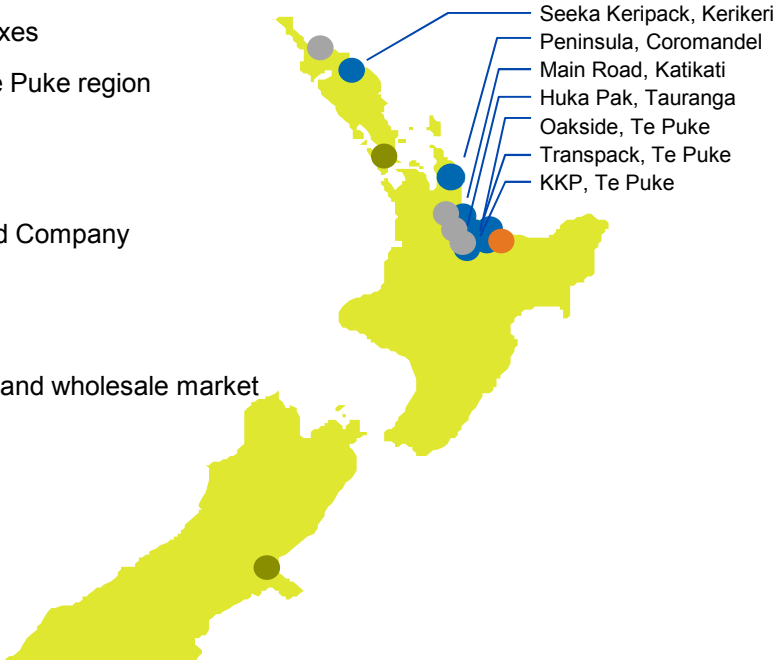 xes
Puke region
d Company
and wholesale market
Seeka Keripack, Kerikeri
Peninsula, Coromandel
Main Road, Katikati
Huka Pak, Tauranga
Oakside, Te Puke
Transpack, Te Puke
KKP, Te Puke